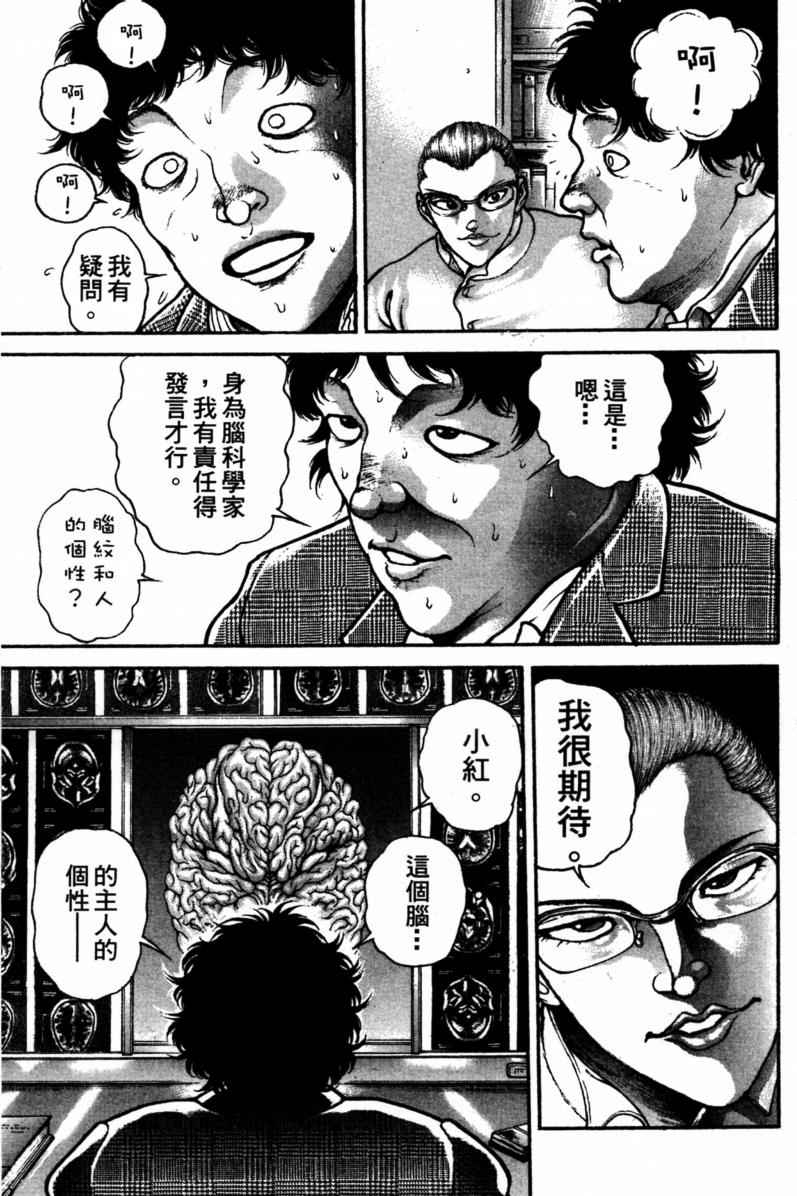 啊！
啊！
啊！
啊！
我有
疑問。
這是…
嗯…
身為腦科學家
，我有責任得
發言才行。
腦紋和人
的個性？
我很期待。
小紅。
這個腦…
的主人的
個性——